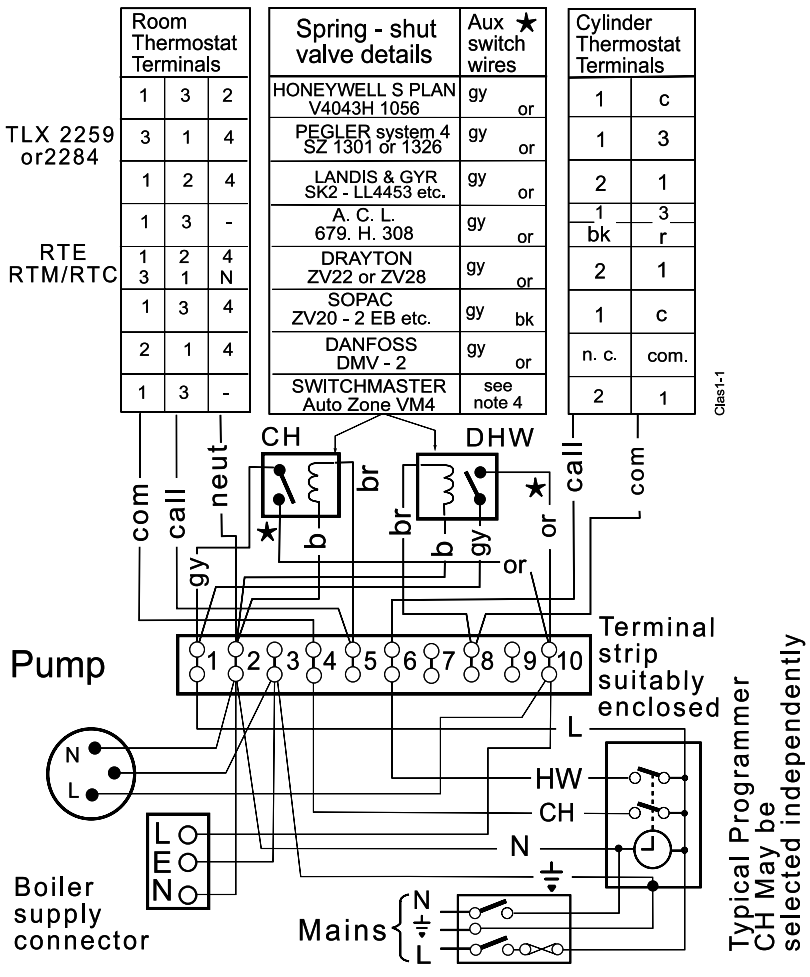 Room
Thermostat
Terminals
Spring - shut
valve details
Aux ★
switch
wires
Cylinder
Thermostat
Terminals
1 3 2
HONEYWELL S PLAN
V4043H 1056
gy or
1 c
TLX 2259
or2284
3 1 4
PEGLER system 4
SZ 1301 or 1326
gy or
1 3
1 2 4
LANDIS & GYR
SK2 - LL4453 etc.
gy or
2 1
1 3 -
A. C. L.
679. H. 308
gy or
1 3
bk r
RTE
RTM/RTC
1 2 4
3 1 N
DRAYTON
ZV22 or ZV28
gy or
2 1
1 3 4
SOPAC
ZV20 - 2 EB etc.
gy bk
1 c
2 1 4
DANFOSS
DMV - 2
gy or
n. c. com.
1 3 -
SWITCHMASTER
Auto Zone VM4
see
note 4
2 1
Clas1-1
CH
DHW
com
call
neut
br
call
com
★
★
gy
b
br
b
gy
or
or
1 2 3 4 5 6 7 8 9 10
Terminal
strip
suitably
enclosed
Pump
N
L
L
HW
CH
N
Typical Programmer
CH May be
selected independently
L
E
N
Boiler
supply
connector
Mains
N
L